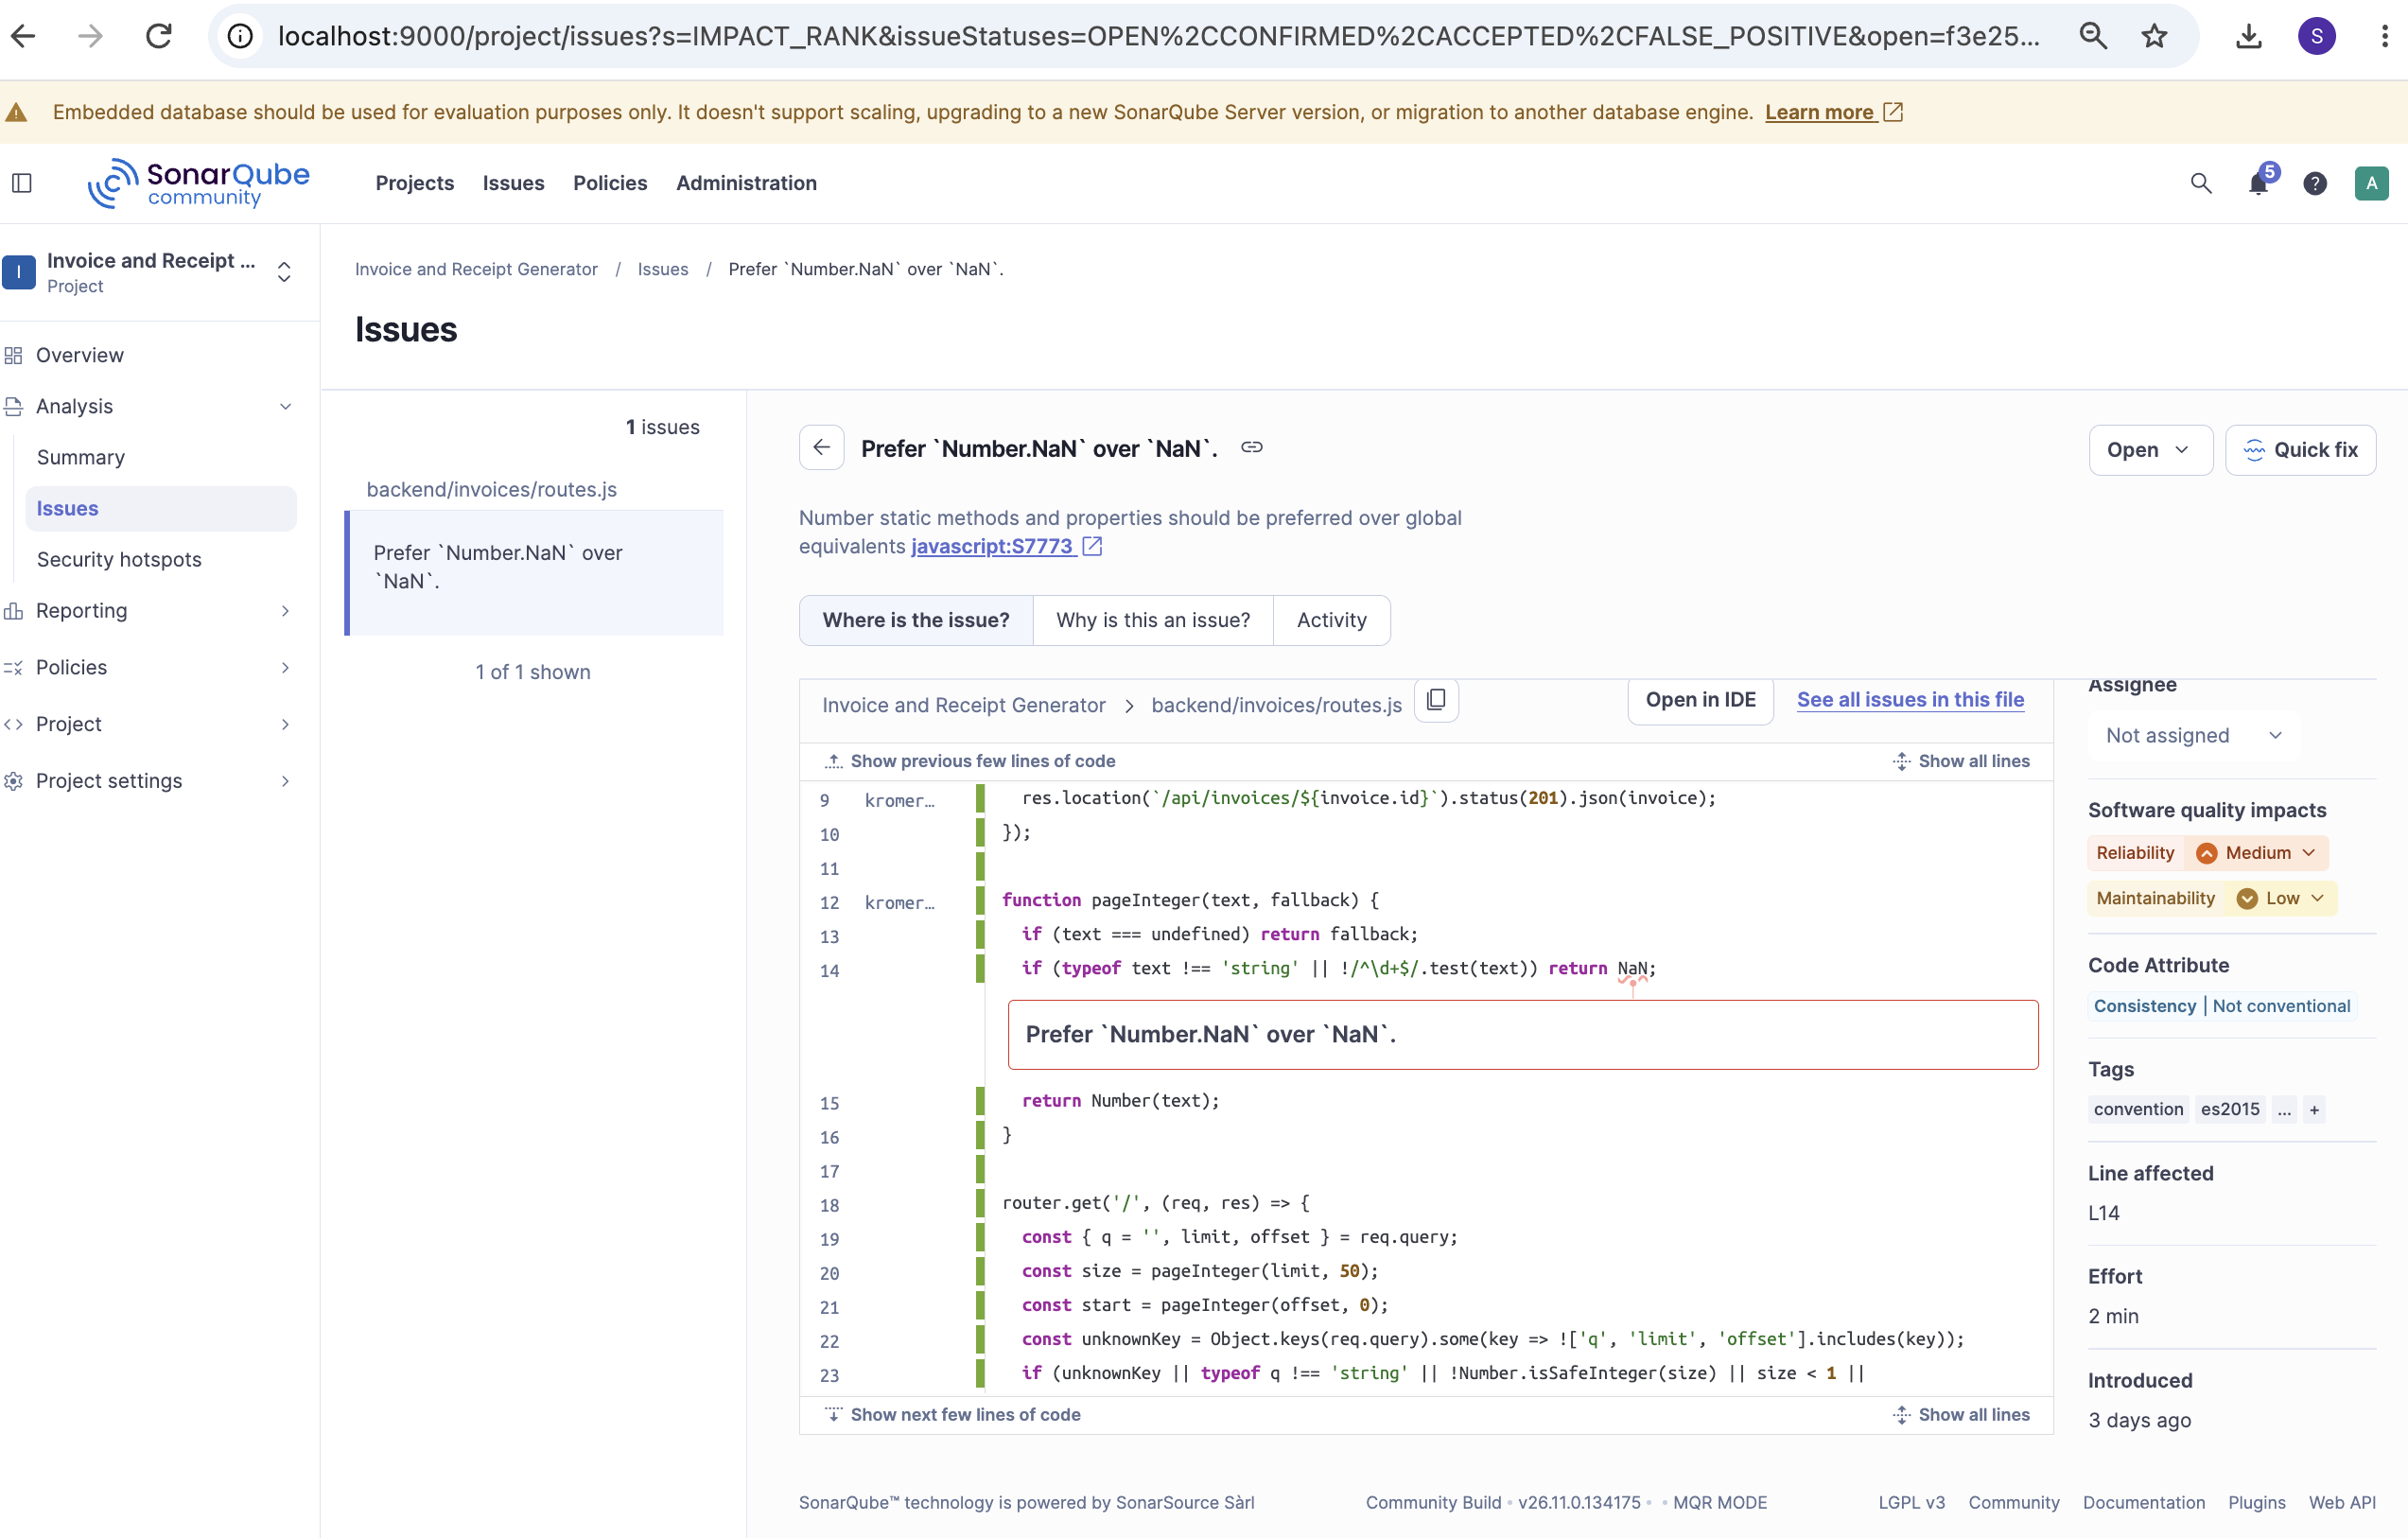 localhost:9000/project/issues?s=IMPACT_RANK&issueStatuses=OPEN%2CCONFIRMED%2CACCEPTED%2CFALSE_POSITIVE&open=f3e25...
S
Embedded database should be used for evaluation purposes only. It doesn't support scaling, upgrading to a new SonarQube Server version, or migration to another database engine. Learn more
SonarQube community
Projects Issues Policies Administration
5
?
A
I
Invoice and Receipt ...
Project
Overview
Analysis
Summary
Issues
Security hotspots
Reporting
Policies
Project
Project settings
Invoice and Receipt Generator / Issues / Prefer `Number.NaN` over `NaN`.
Issues
1 issues
backend/invoices/routes.js
Prefer `Number.NaN` over
`NaN`.
1 of 1 shown
Prefer `Number.NaN` over `NaN`.
Open
Quick fix
Number static methods and properties should be preferred over global
equivalents javascript:S7773
Where is the issue? Why is this an issue? Activity
Invoice and Receipt Generator > backend/invoices/routes.js
Open in IDE
See all issues in this file
Show previous few lines of code
Show all lines
9 kromer… res.location(`/api/invoices/${invoice.id}`).status(201).json(invoice);
10 });
11
12 kromer… function pageInteger(text, fallback) {
13 if (text === undefined) return fallback;
14 if (typeof text !== 'string' || !/^\d+$/.test(text)) return NaN;
Prefer `Number.NaN` over `NaN`.
15 return Number(text);
16 }
17
18 router.get('/', (req, res) => {
19 const { q = '', limit, offset } = req.query;
20 const size = pageInteger(limit, 50);
21 const start = pageInteger(offset, 0);
22 const unknownKey = Object.keys(req.query).some(key => !['q', 'limit', 'offset'].includes(key));
23 if (unknownKey || typeof q !== 'string' || !Number.isSafeInteger(size) || size < 1 ||
Show next few lines of code
Show all lines
Assignee
Not assigned
Software quality impacts
Reliability Medium
Maintainability Low
Code Attribute
Consistency | Not conventional
Tags
convention es2015 ... +
Line affected
L14
Effort
2 min
Introduced
3 days ago
SonarQube™ technology is powered by SonarSource Sàrl
Community Build • v26.11.0.134175 • • MQR MODE
LGPL v3 Community Documentation Plugins Web API